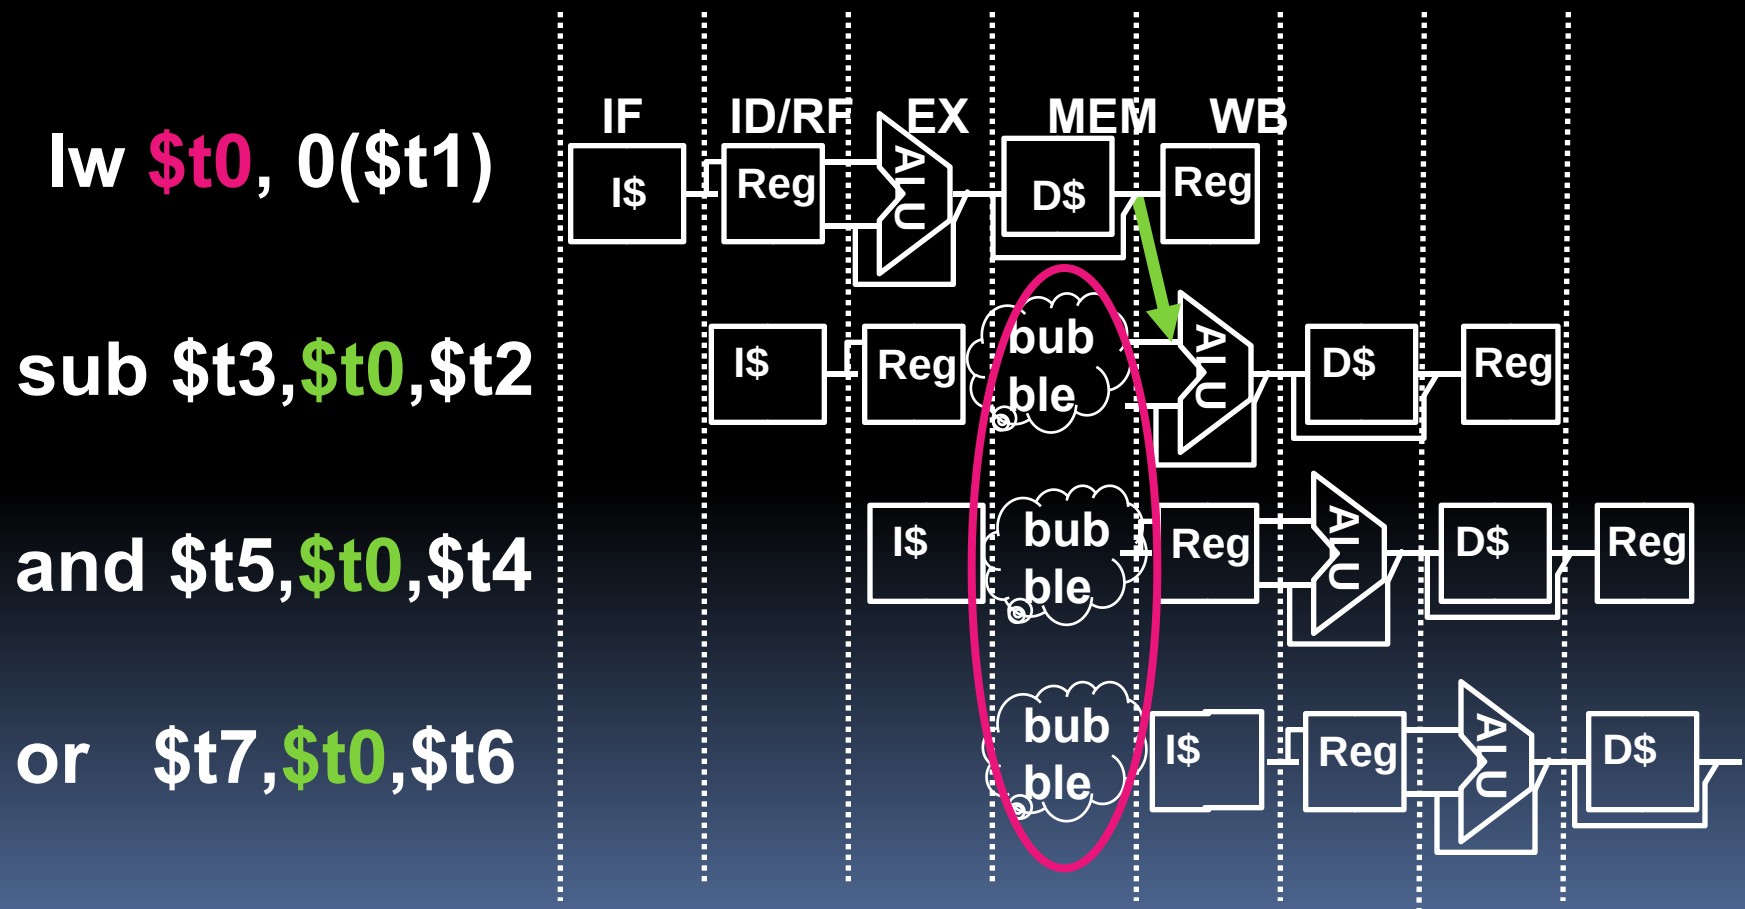 IF ID/RF EX MEM WB
lw $t0, 0($t1)
I$ Reg ALU D$ Reg
sub $t3,$t0,$t2
I$ Reg bub ALU D$ Reg
ble
and $t5,$t0,$t4
I$ bub Reg ALU D$ Reg
ble
or $t7,$t0,$t6
bub I$ Reg ALU D$
ble